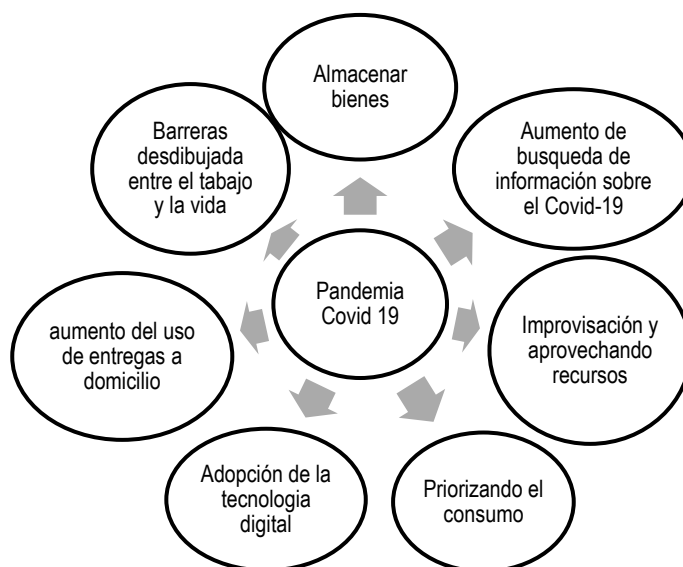 Almacenar
bienes
Aumento de
busqueda de
información sobre
el Covid-19
Improvisación y
aprovechando
recursos
Priorizando el
consumo
Adopción de la
tecnologia
digital
aumento del uso
de entregas a
domicilio
Barreras
desdibujada
entre el tabajo
y la vida
Pandemia
Covid 19